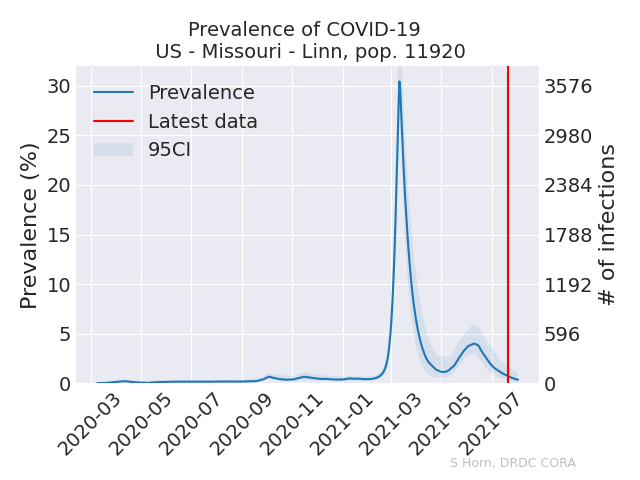 Prevalence of COVID-19
US - Missouri - Linn, pop. 11920
Prevalence
Latest data
95CI
Prevalence (%)
30
25
20
15
10
5
0
3576
2980
2384
1788
1192
596
0
# of infections
2020-03
2020-05
2020-07
2020-09
2020-11
2021-01
2021-03
2021-05
2021-07
S Horn, DRDC CORA